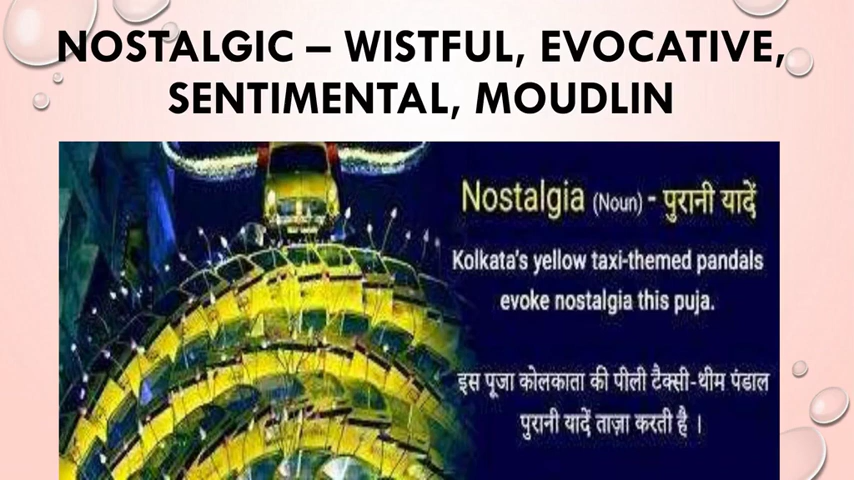 NOSTALGIC – WISTFUL, EVOCATIVE,
SENTIMENTAL, MOUDLIN
Nostalgia (Noun) - पुरानी यादें
Kolkata's yellow taxi-themed pandals
evoke nostalgia this puja.
इस पूजा कोलकाता की पीली टैक्सी-थीम पंडाल
पुरानी यादें ताज़ा करती है ।